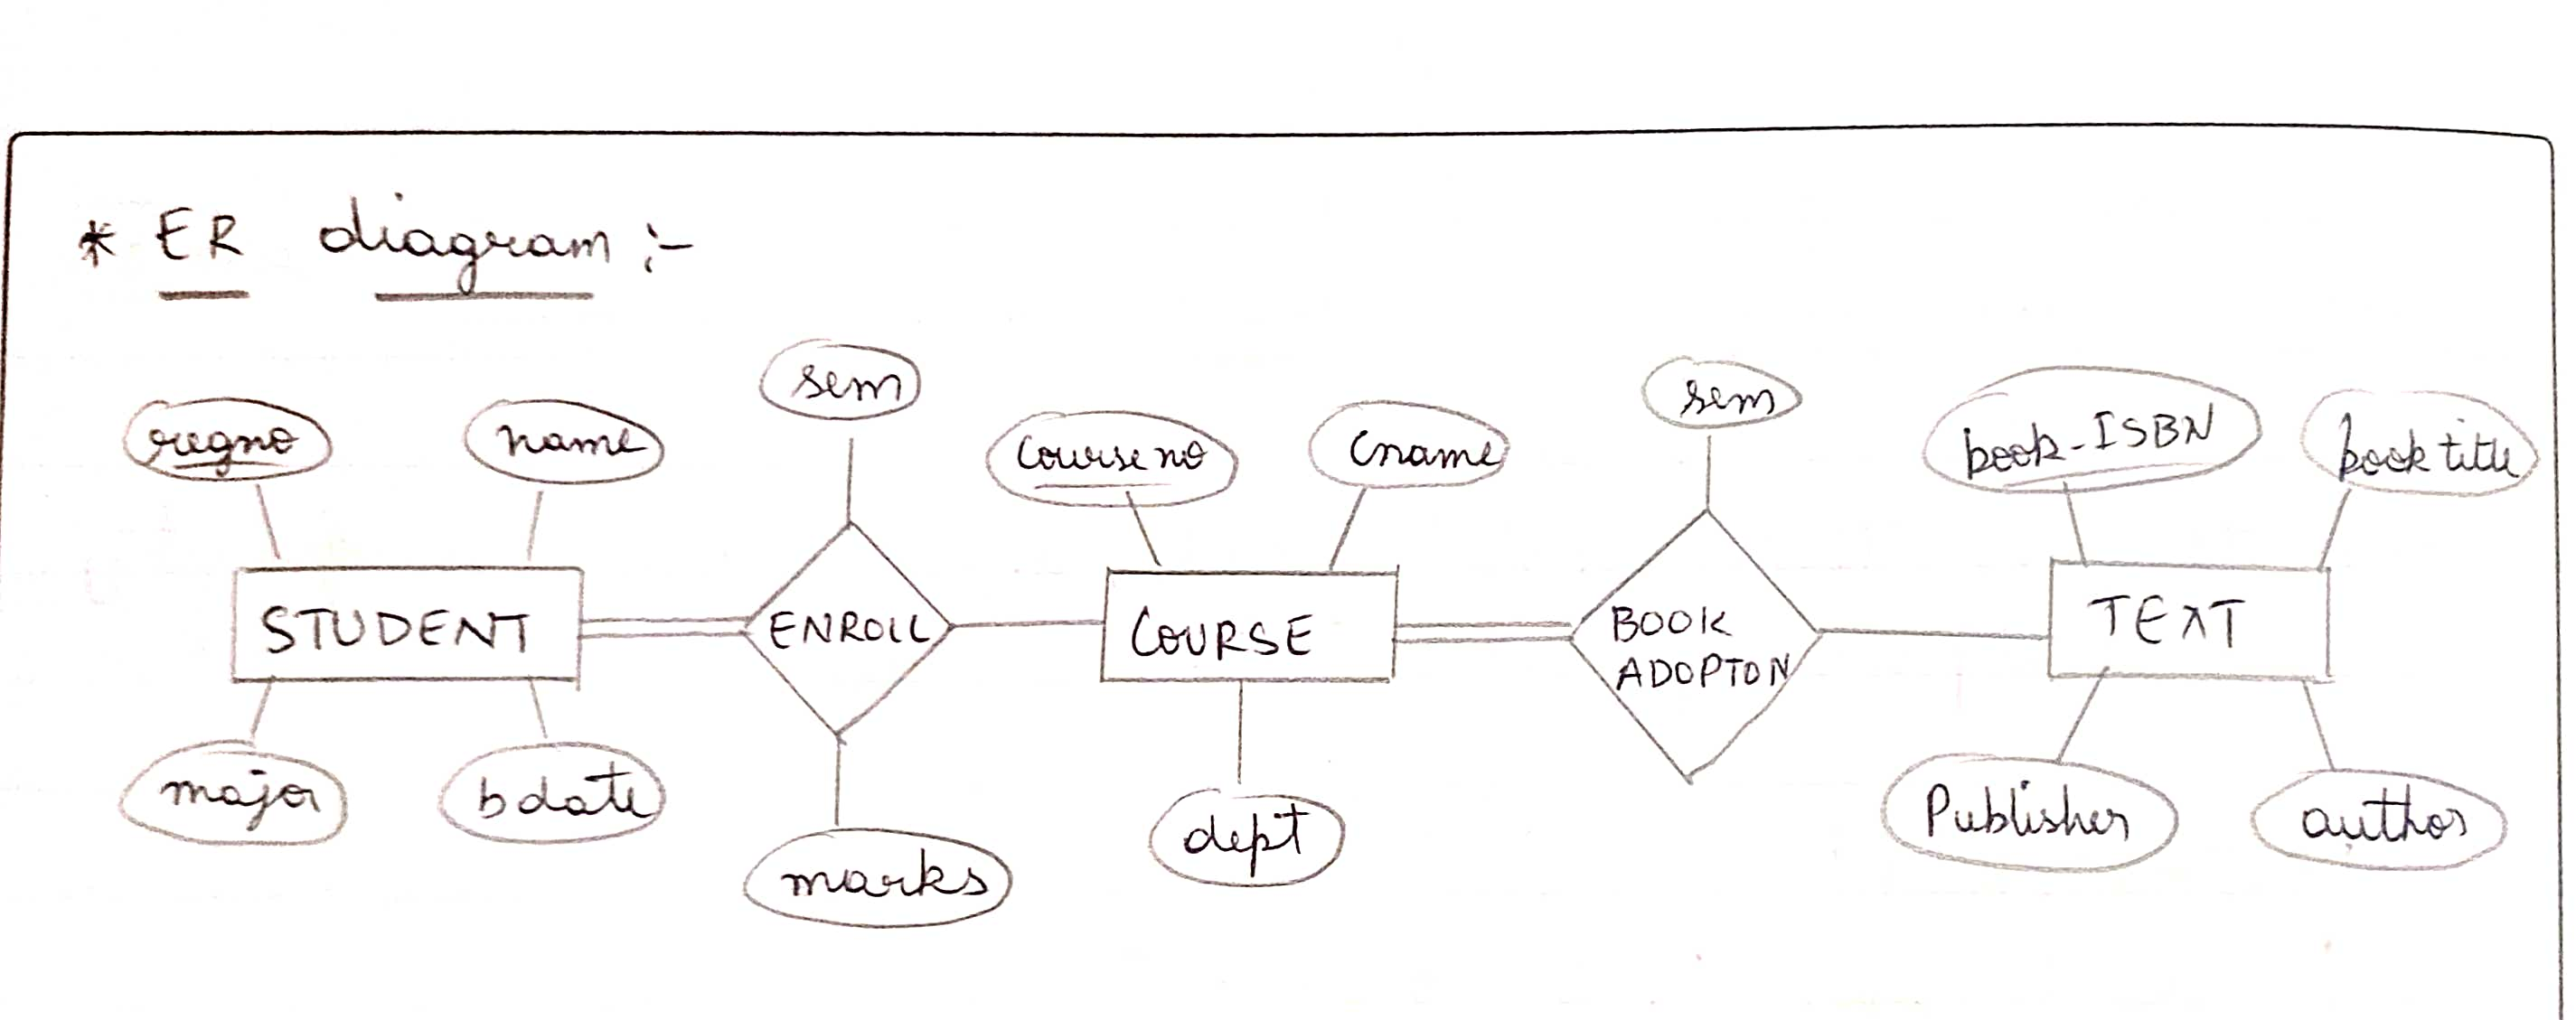 * ER diagram :-
sem
sem
regno name course no Cname book-ISBN book title
STUDENT ENROLL COURSE BOOK TEXT
ADOPTON
major bdate dept Publisher author
marks